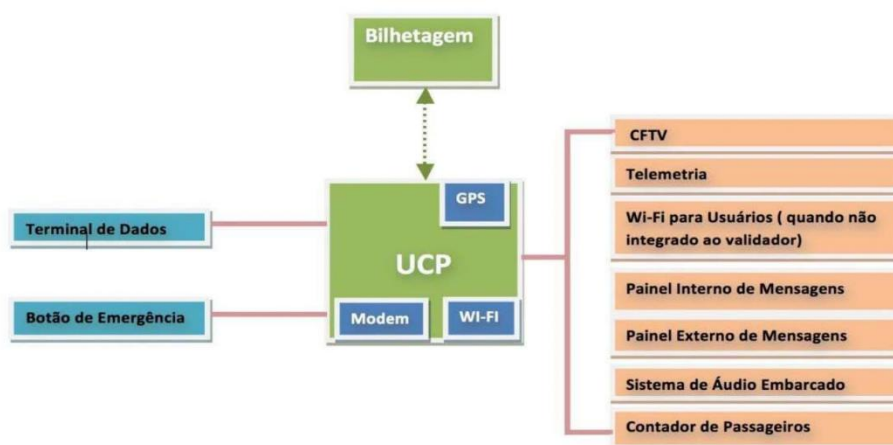 Bilhetagem
GPS
UCP
Modem
WI-FI
Terminal de Dados
Botão de Emergência
CFTV
Telemetria
Wi-Fi para Usuários ( quando não
integrado ao validador)
Painel Interno de Mensagens
Painel Externo de Mensagens
Sistema de Áudio Embarcado
Contador de Passageiros